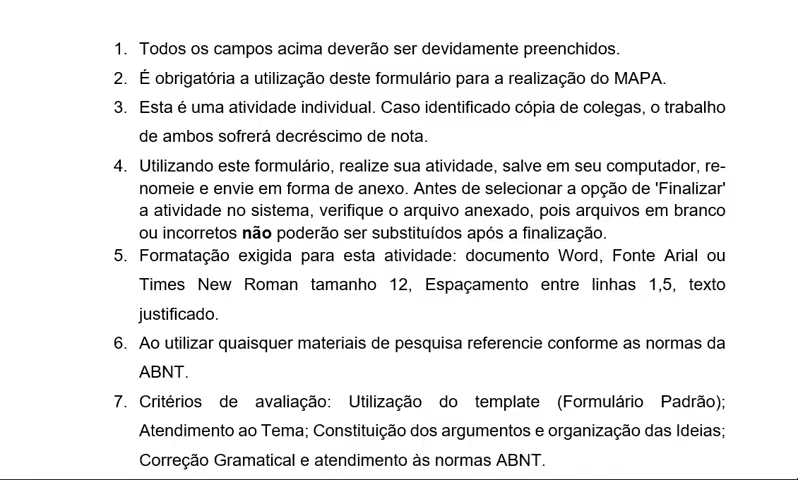 1. Todos os campos acima deverão ser devidamente preenchidos.
2. É obrigatória a utilização deste formulário para a realização do MAPA.
3. Esta é uma atividade individual. Caso identificado cópia de colegas, o trabalho
de ambos sofrerá decréscimo de nota.
4. Utilizando este formulário, realize sua atividade, salve em seu computador, re-
nomeie e envie em forma de anexo. Antes de selecionar a opção de 'Finalizar'
a atividade no sistema, verifique o arquivo anexado, pois arquivos em branco
ou incorretos não poderão ser substituídos após a finalização.
5. Formatação exigida para esta atividade: documento Word, Fonte Arial ou
Times New Roman tamanho 12, Espaçamento entre linhas 1,5, texto
justificado.
6. Ao utilizar quaisquer materiais de pesquisa referencie conforme as normas da
ABNT.
7. Critérios de avaliação: Utilização do template (Formulário Padrão);
Atendimento ao Tema; Constituição dos argumentos e organização das Ideias;
Correção Gramatical e atendimento às normas ABNT.